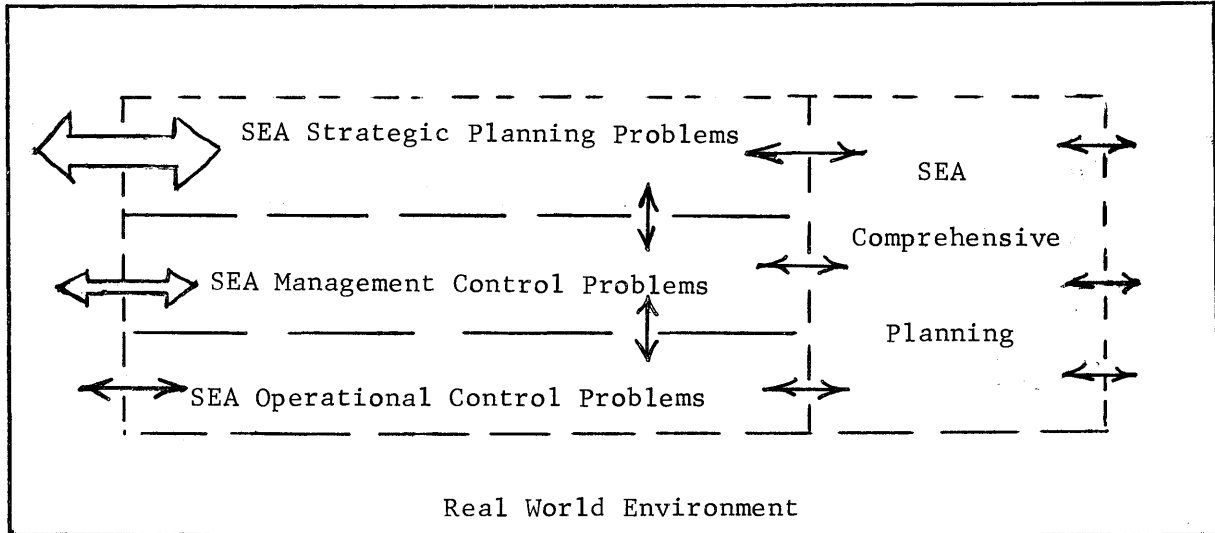 SEA Strategic Planning Problems
SEA
Comprehensive
SEA Management Control Problems
Planning
SEA Operational Control Problems
Real World Environment